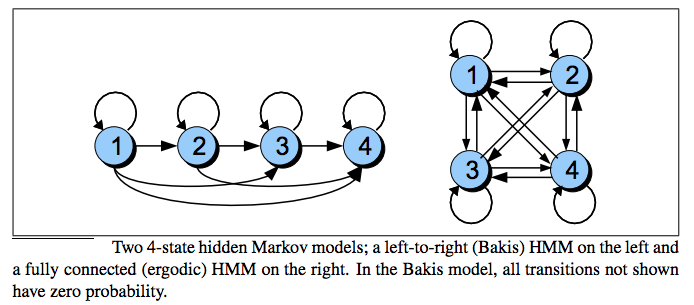 1 2 3 4
1 2
3 4
Two 4-state hidden Markov models; a left-to-right (Bakis) HMM on the left and
a fully connected (ergodic) HMM on the right. In the Bakis model, all transitions not shown
have zero probability.